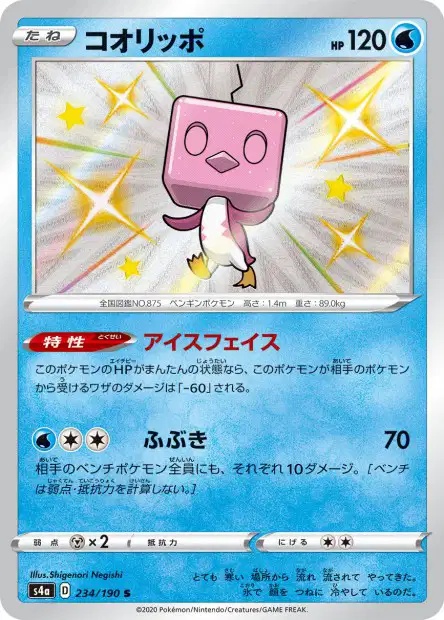 たね コオリッポ HP 120
全国図鑑NO.875 ペンギンポケモン 高さ:1.4m 重さ:89.0kg
特性 とくせい アイスフェイス
このポケモンのHPがまんたんの状態なら、このポケモンが相手のポケモン
から受けるワザのダメージは「-60」される。
ふぶき 70
相手のベンチポケモン全員にも、それぞれ10ダメージ。[ベンチ
は弱点・抵抗力を計算しない。]
弱点 ×2 抵抗力 にげる
Illus.Shigenori Negishi
とても 寒い 場所から 流れ 流されて やってきた。
s4a D 234/190 S
氷で 顔を つねに 冷やして いるのだ。
©2020 Pokémon/Nintendo/Creatures/GAME FREAK.